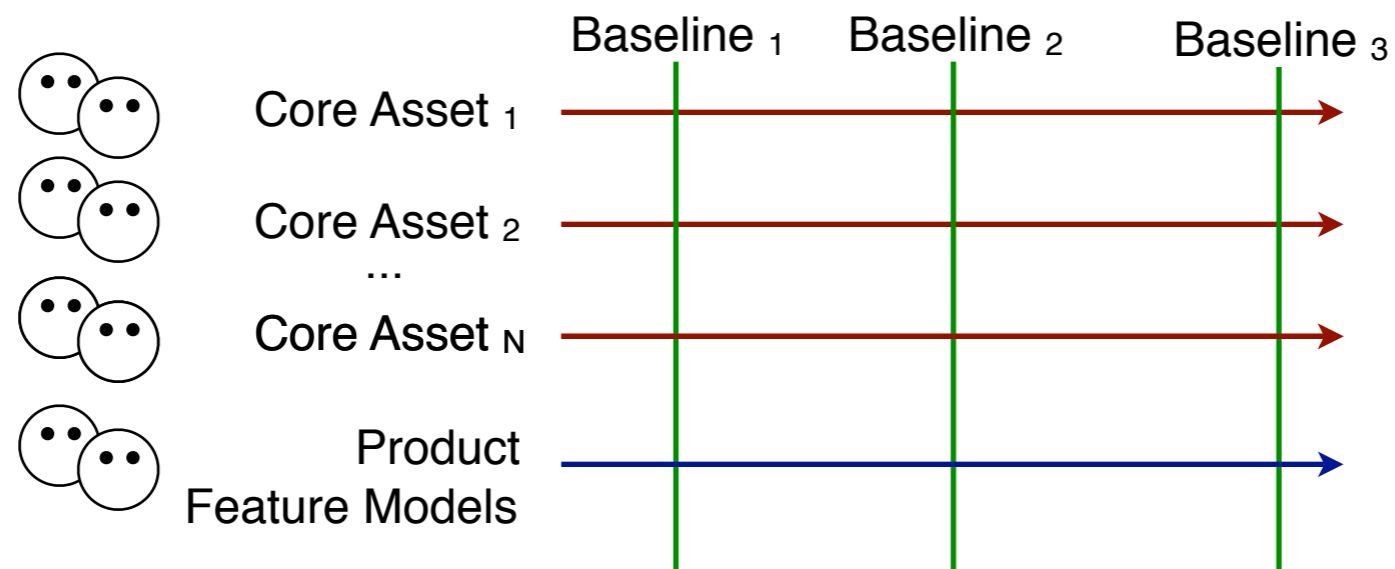 Baseline 1 Baseline 2 Baseline 3
Core Asset 1
Core Asset 2
...
Core Asset N
Product
Feature Models